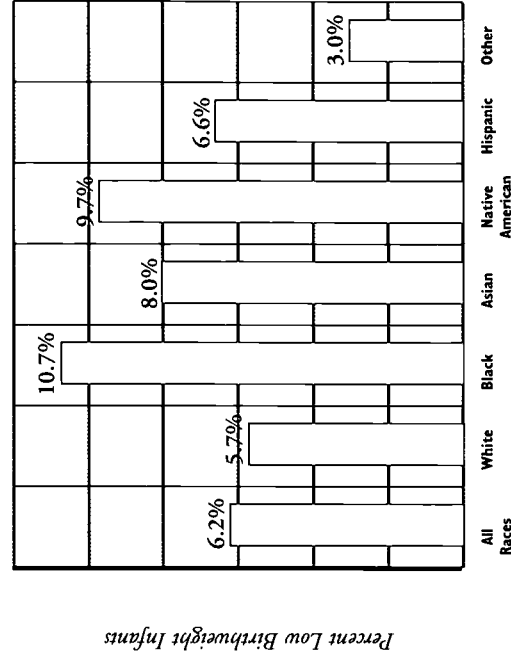 Percent Low Birthweight Infants
6.2%
5.7%
10.7%
8.0%
9.7%
6.6%
3.0%
All
Races
White
Black
Asian
Native
American
Hispanic
Other